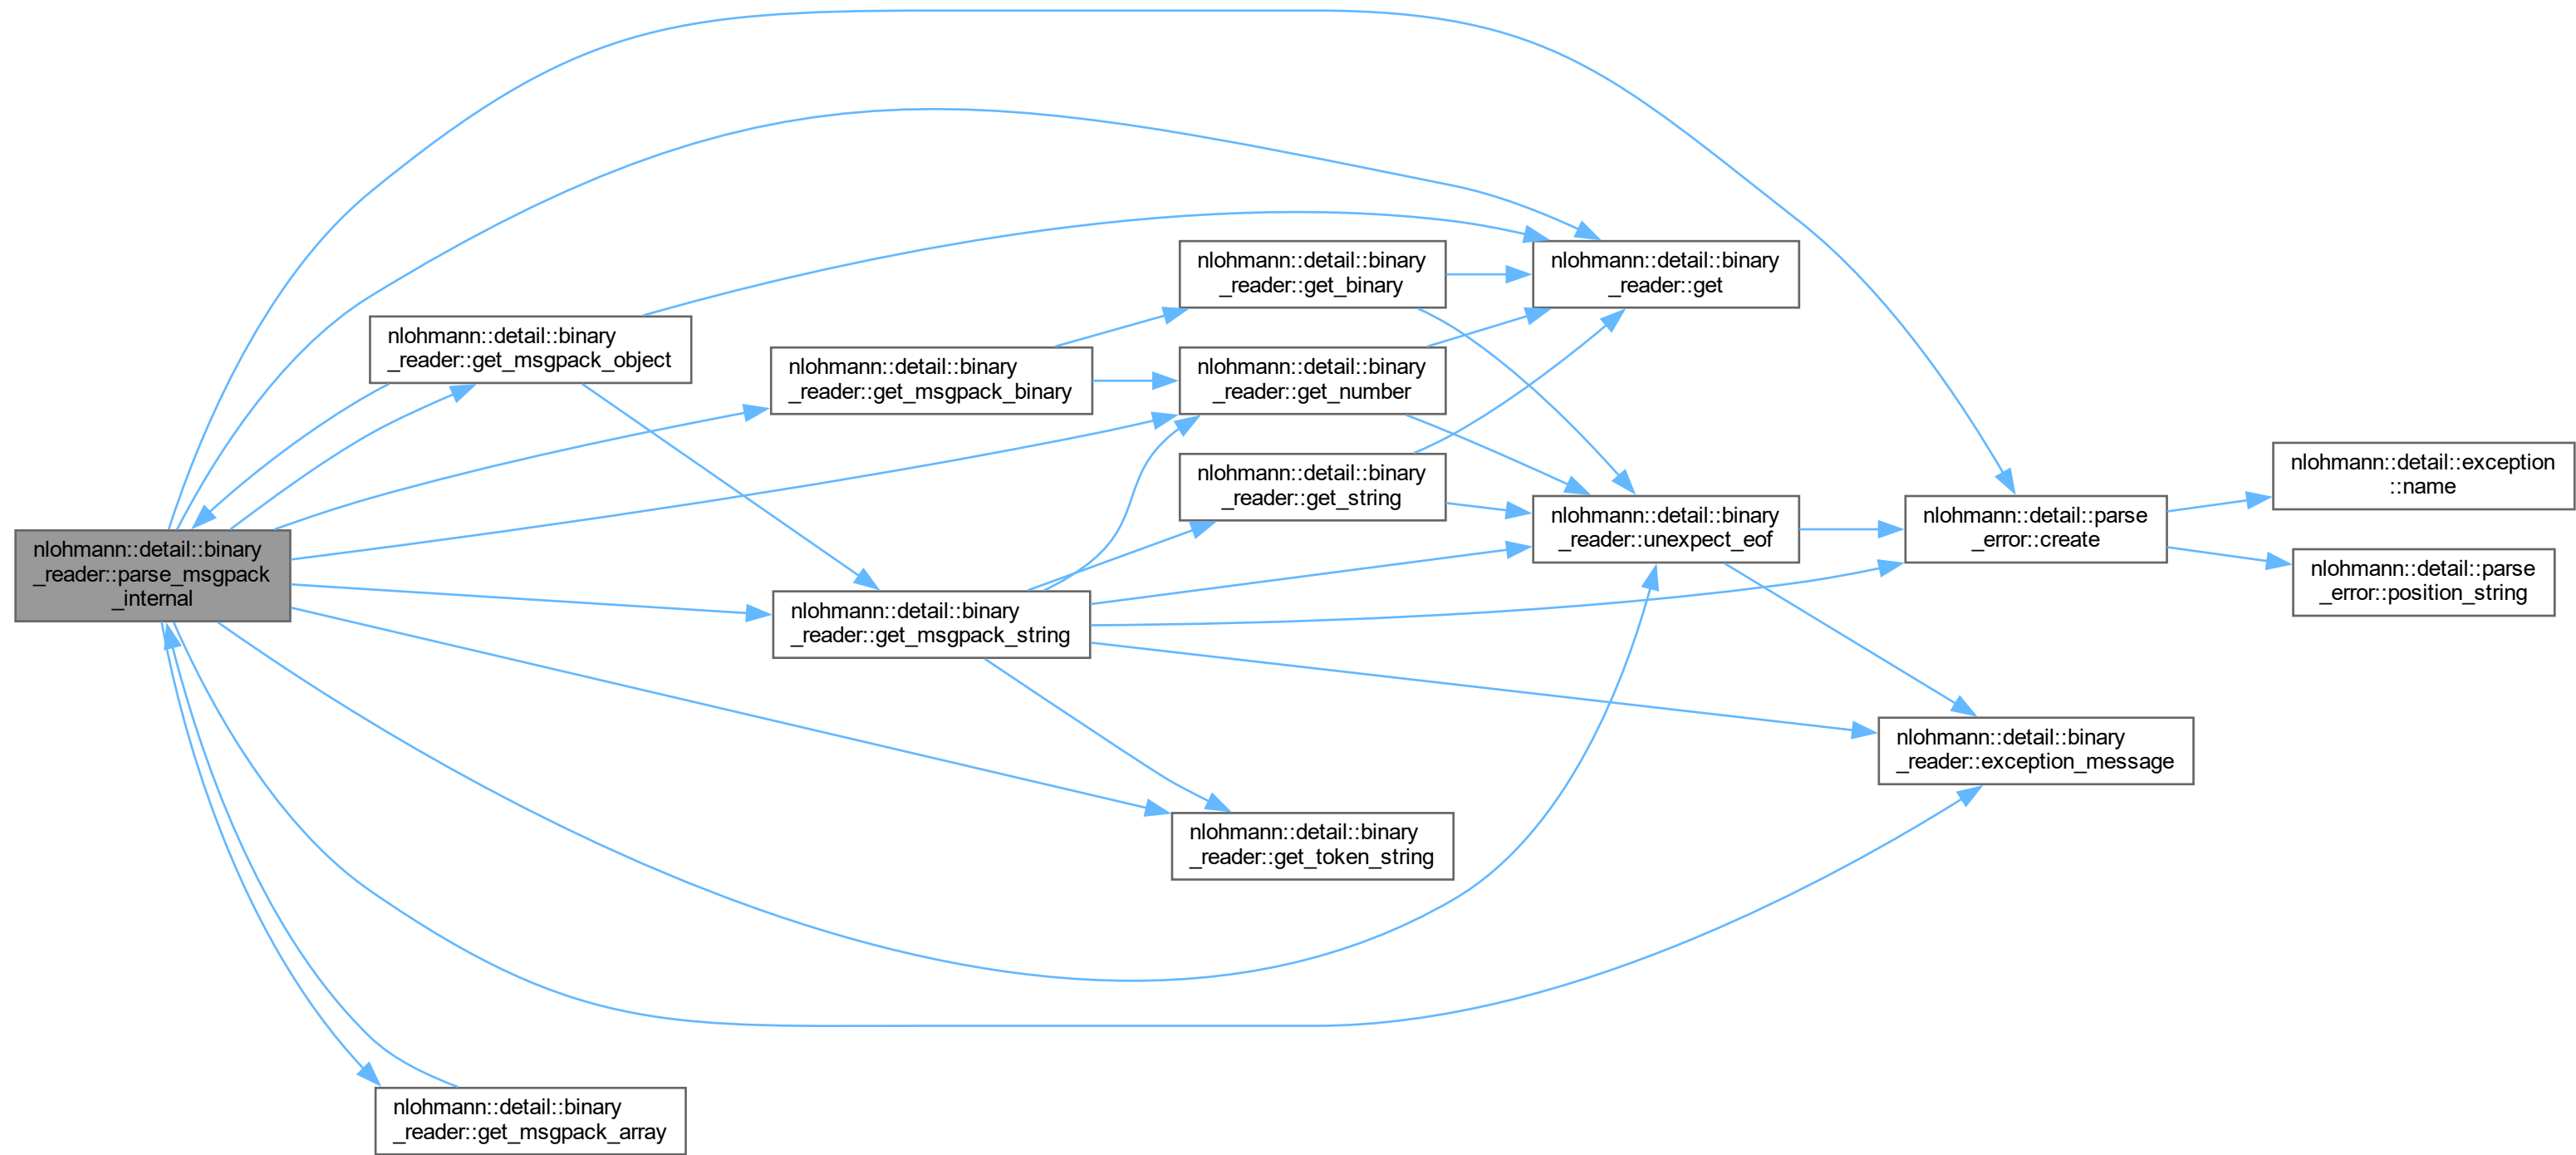 nlohmann::detail::binary
_reader::parse_msgpack
_internal
nlohmann::detail::binary
_reader::get_msgpack_object
nlohmann::detail::binary
_reader::get_msgpack_binary
nlohmann::detail::binary
_reader::get_msgpack_string
nlohmann::detail::binary
_reader::get_msgpack_array
nlohmann::detail::binary
_reader::get_binary
nlohmann::detail::binary
_reader::get_number
nlohmann::detail::binary
_reader::get_string
nlohmann::detail::binary
_reader::get_token_string
nlohmann::detail::binary
_reader::get
nlohmann::detail::binary
_reader::unexpect_eof
nlohmann::detail::parse
_error::create
nlohmann::detail::binary
_reader::exception_message
nlohmann::detail::exception
::name
nlohmann::detail::parse
_error::position_string